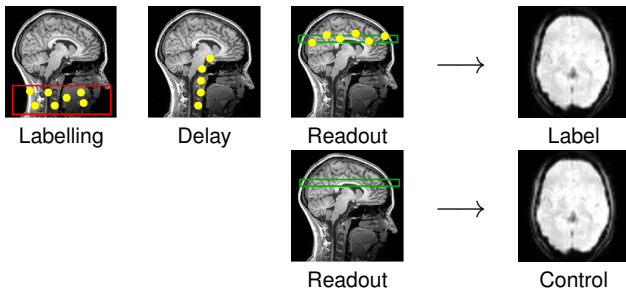 Labelling
Delay
Readout
Label
Readout
Control